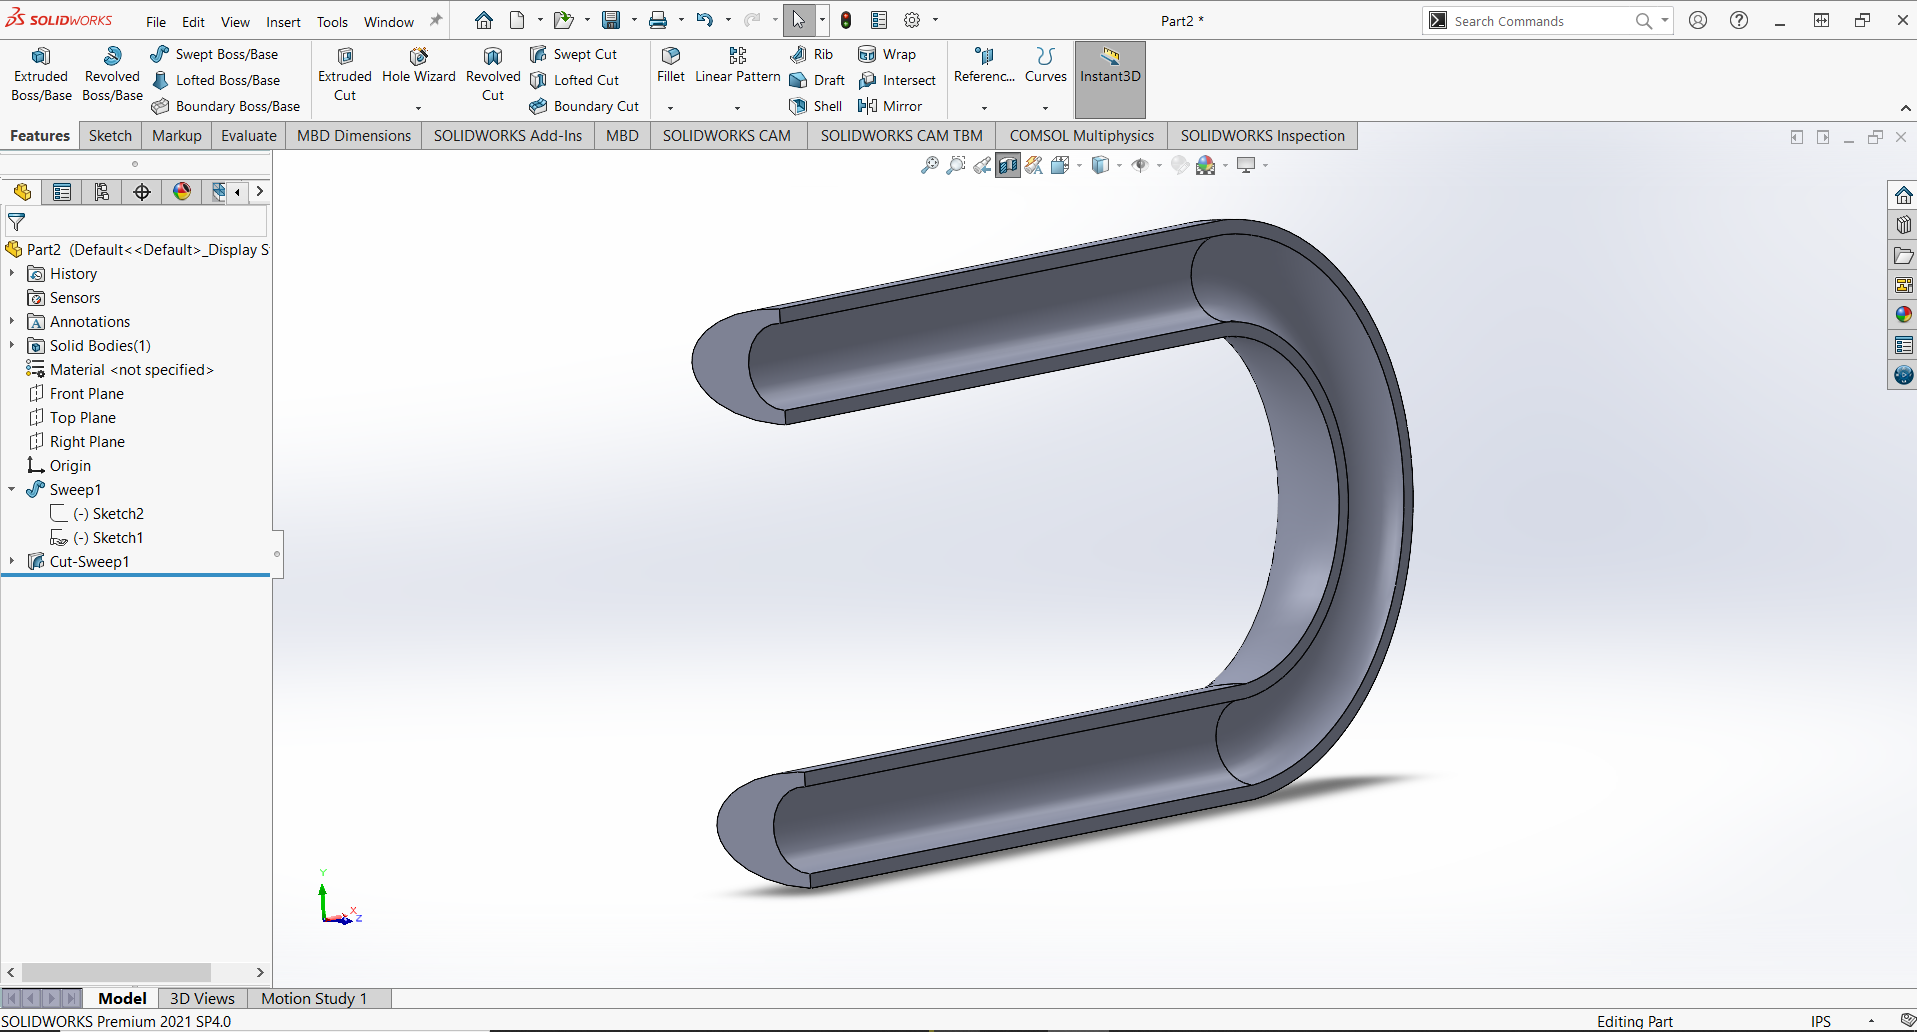 SOLIDWORKS File Edit View Insert Tools Window Part2 * Search Commands
Extruded Boss/Base
Revolved Boss/Base
Swept Boss/Base
Lofted Boss/Base
Boundary Boss/Base
Extruded Cut
Hole Wizard
Revolved Cut
Swept Cut
Lofted Cut
Boundary Cut
Fillet
Linear Pattern
Rib
Draft
Shell
Wrap
Intersect
Mirror
Referenc...
Curves
Instant3D
Features Sketch Markup Evaluate MBD Dimensions SOLIDWORKS Add-Ins MBD SOLIDWORKS CAM SOLIDWORKS CAM TBM COMSOL Multiphysics SOLIDWORKS Inspection
Part2 (Default<<Default>_Display S
History
Sensors
Annotations
Solid Bodies(1)
Material <not specified>
Front Plane
Top Plane
Right Plane
Origin
Sweep1
(-) Sketch2
(-) Sketch1
Cut-Sweep1
Y
X
Z
Model 3D Views Motion Study 1
SOLIDWORKS Premium 2021 SP4.0 Editing Part IPS